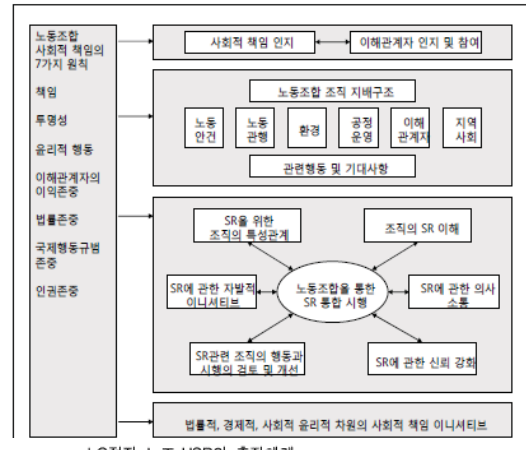 노동조합
사회적 책임의
7가지 원칙
책임
투명성
윤리적 행동
이해관계자의
이익존중
법률존중
국제행동규범
존중
인권존중
사회적 책임 인지
이해관계자 인지 및 참여
노동조합 조직 지배구조
노동
안건
노동
관행
환경
공정
운영
이해
관계자
지역
사회
관련행동 및 기대사항
SR을 위한
조직의 특성관계
조직의 SR 이해
SR에 관한 자발적
이니셔티브
노동조합을 통한
SR 통합 시행
SR에 관한 의사
소통
SR관련 조직의 행동과
시행의 검토 및 개선
SR에 관한 신뢰 강화
법률적, 경제적, 사회적 윤리적 차원의 사회적 책임 이니셔티브